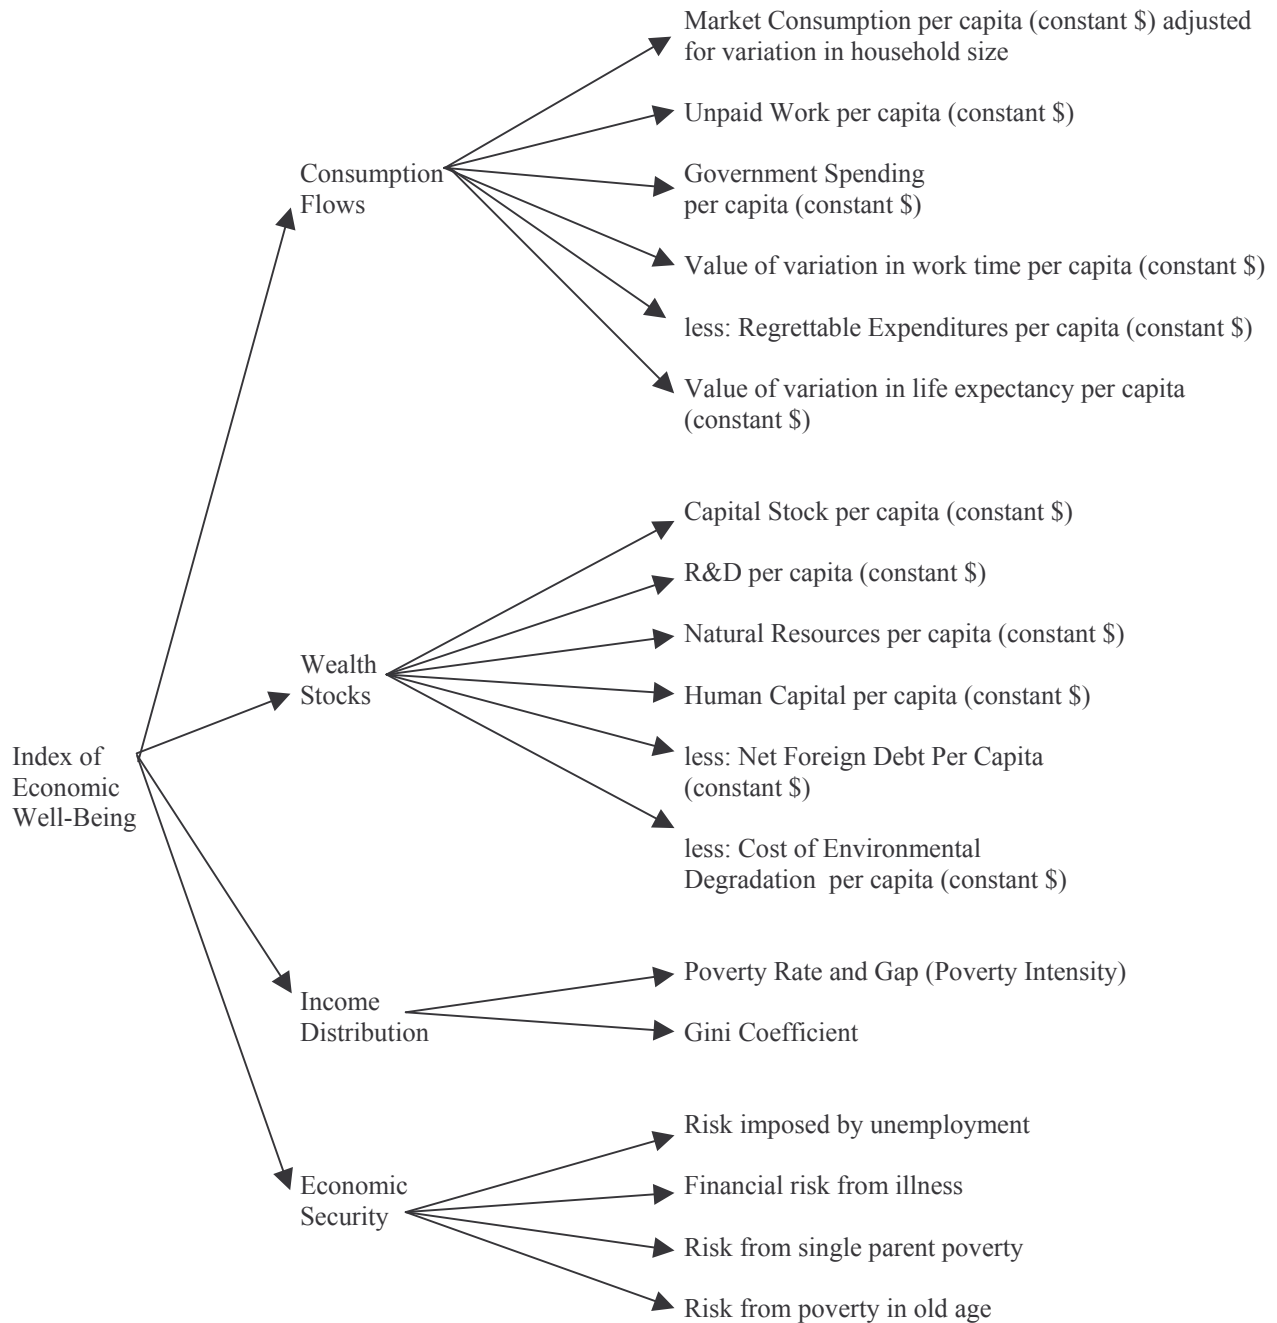 Market Consumption per capita (constant $) adjusted
for variation in household size
Unpaid Work per capita (constant $)
Consumption
Flows
Government Spending
per capita (constant $)
Value of variation in work time per capita (constant $)
less: Regrettable Expenditures per capita (constant $)
Value of variation in life expectancy per capita
(constant $)
Capital Stock per capita (constant $)
R&D per capita (constant $)
Natural Resources per capita (constant $)
Wealth
Stocks
Human Capital per capita (constant $)
less: Net Foreign Debt Per Capita
(constant $)
Index of
Economic
Well-Being
less: Cost of Environmental
Degradation  per capita (constant $)
Poverty Rate and Gap (Poverty Intensity)
Income
Distribution
Gini Coefficient
Risk imposed by unemployment
Economic
Security
Financial risk from illness
Risk from single parent poverty
Risk from poverty in old age